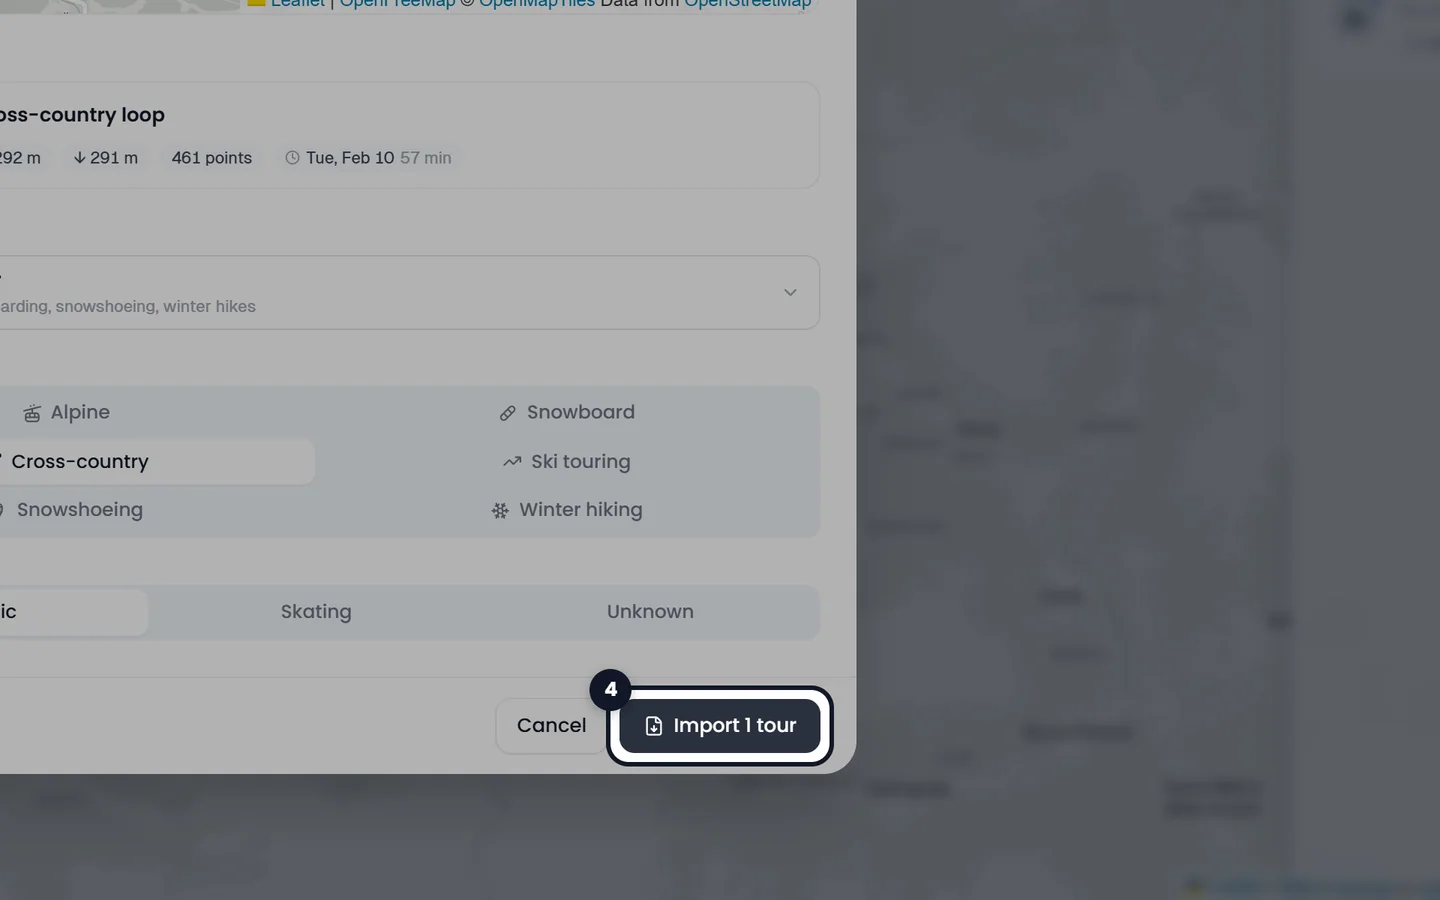 Leaflet | OpenFreeMap © OpenMapTiles Data from OpenStreetMap
oss-country loop
292 m ↓ 291 m 461 points Tue, Feb 10 57 min
arding, snowshoeing, winter hikes
Alpine Snowboard
Cross-country Ski touring
Snowshoeing Winter hiking
ic Skating Unknown
4
Cancel Import 1 tour